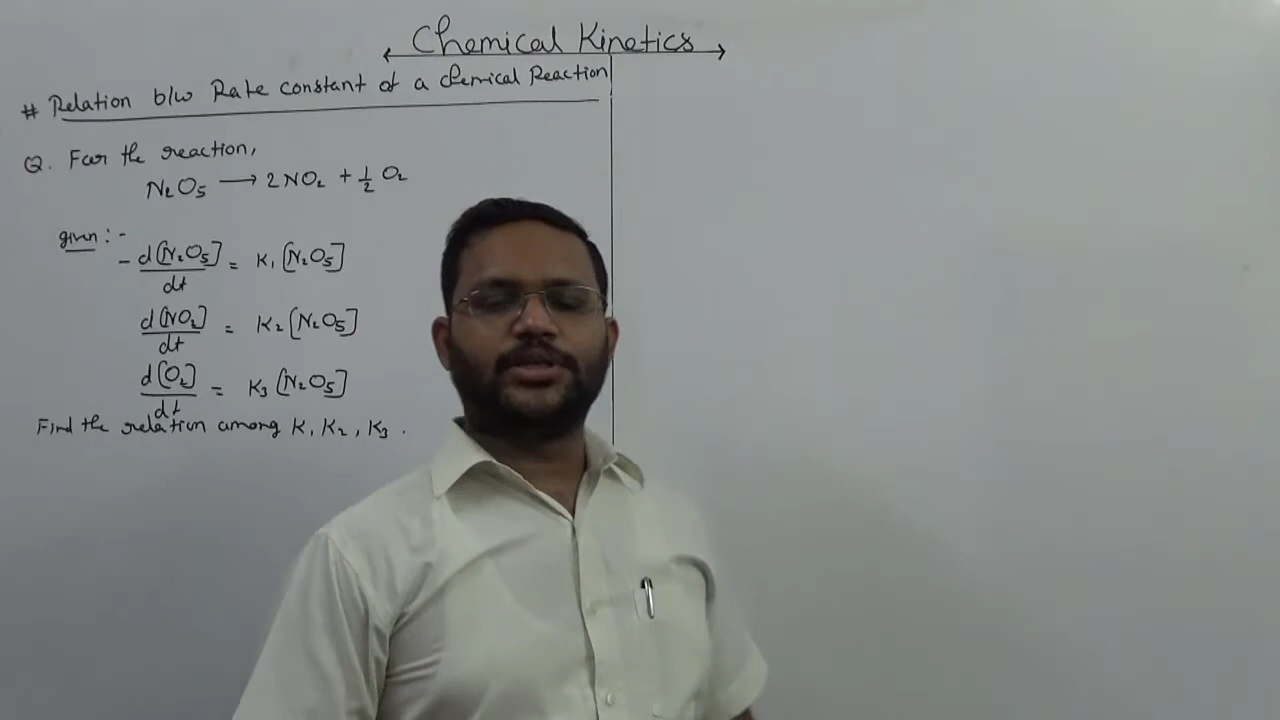 Chemical Kinetics
# Relation b/w Rate constant of a chemical Reaction
Q. For the reaction,
N₂O₅ ⟶ 2NO₂ + 1/2 O₂
given :-
- d[N₂O₅]/dt = K₁[N₂O₅]
d[NO₂]/dt = K₂[N₂O₅]
d[O₂]/dt = K₃[N₂O₅]
Find the relation among K₁ K₂, K₃.